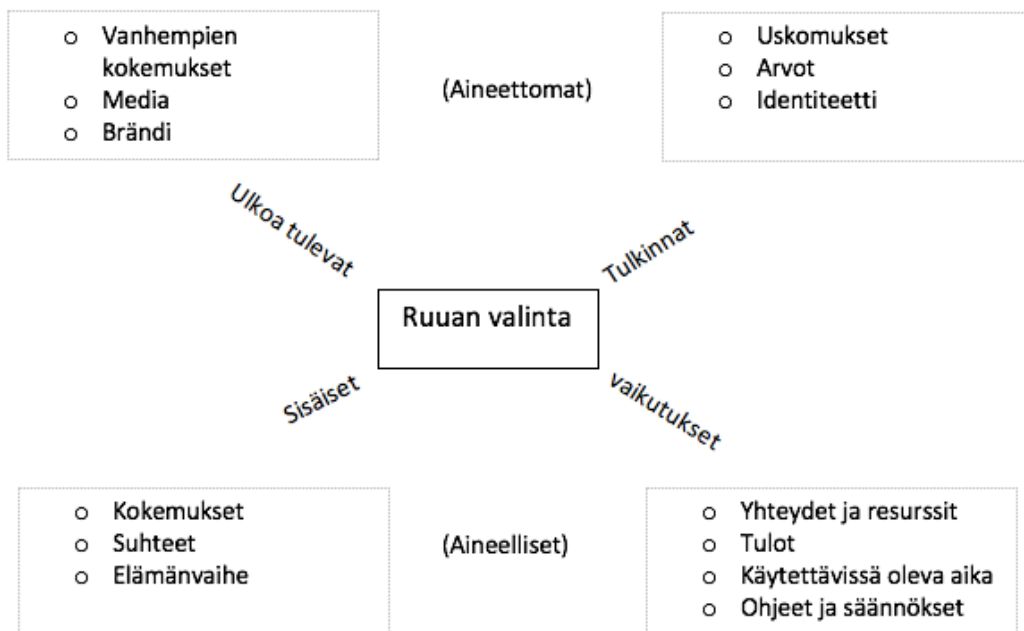 ○ Vanhempien
kokemukset
○ Media
○ Brändi
(Aineettomat)
○ Uskomukset
○ Arvot
○ Identiteetti
Ulkoa tulevat
Tulkinnat
Ruuan valinta
Sisäiset
vaikutukset
○ Kokemukset
○ Suhteet
○ Elämänvaihe
(Aineelliset)
○ Yhteydet ja resurssit
○ Tulot
○ Käytettävissä oleva aika
○ Ohjeet ja säännökset